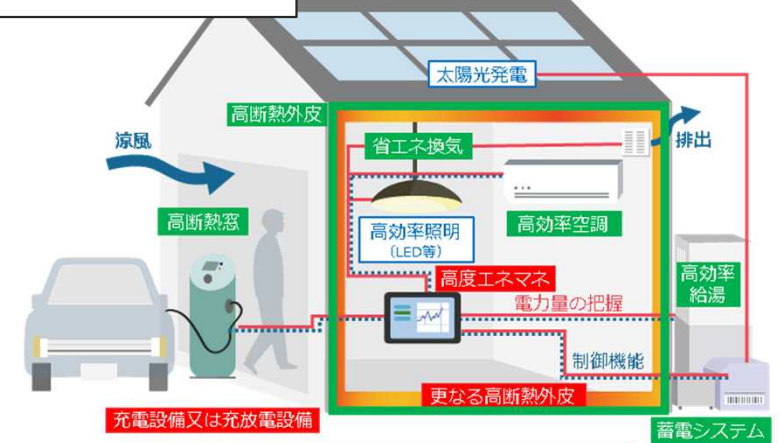 太陽光発電
高断熱外皮
省エネ換気
涼風
排出
高断熱窓
高効率照明
(LED等)
高効率空調
高度エネマネ
高効率
給湯
電力量の把握
制御機能
更なる高断熱外皮
充電設備又は充放電設備
蓄電システム